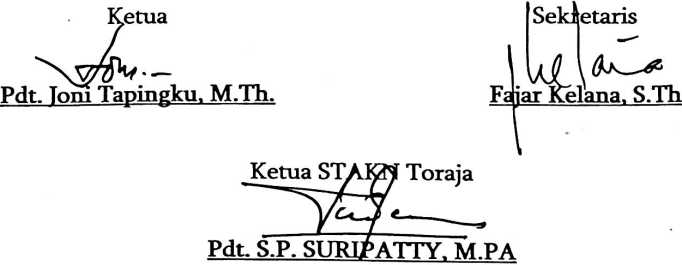 Ketua Sekretaris
Pdt. Joni Tapingku, M.Th. Fajar Kelana, S.Th
Ketua STAKN Toraja
Pdt. S.P. SURIPATTY, M.PA